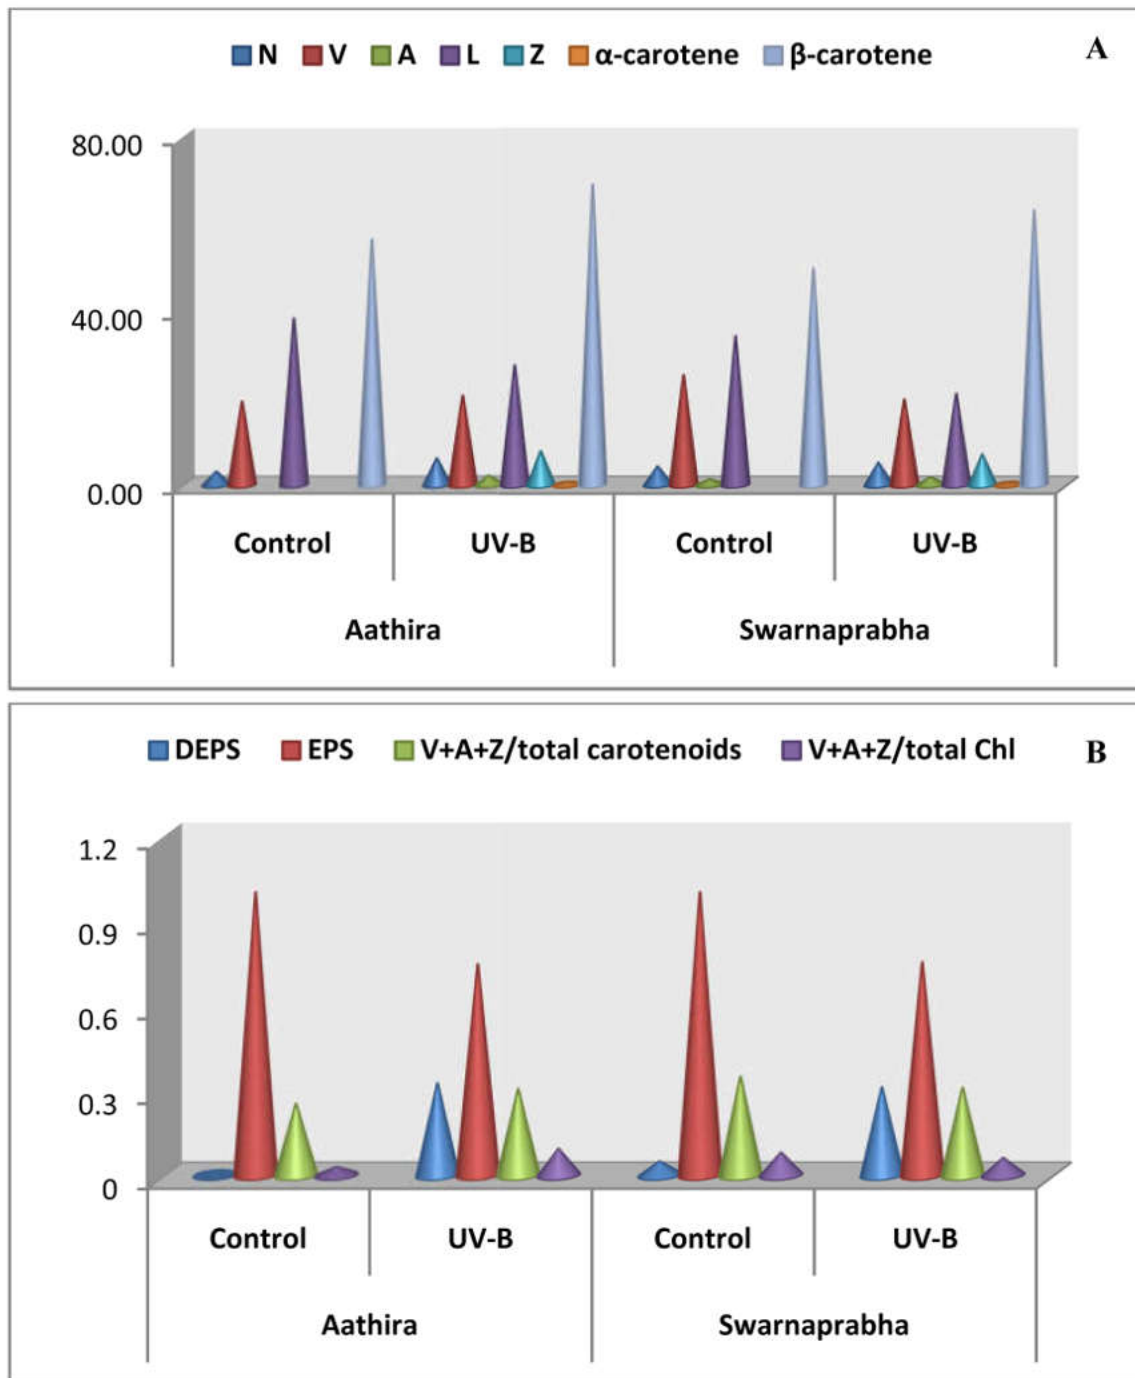 N V A L Z α-carotene β-carotene A
80.00
40.00
0.00
Control UV-B Control UV-B
Aathira Swarnaprabha
DEPS EPS V+A+Z/total carotenoids V+A+Z/total Chl B
1.2
0.9
0.6
0.3
0
Control UV-B Control UV-B
Aathira Swarnaprabha